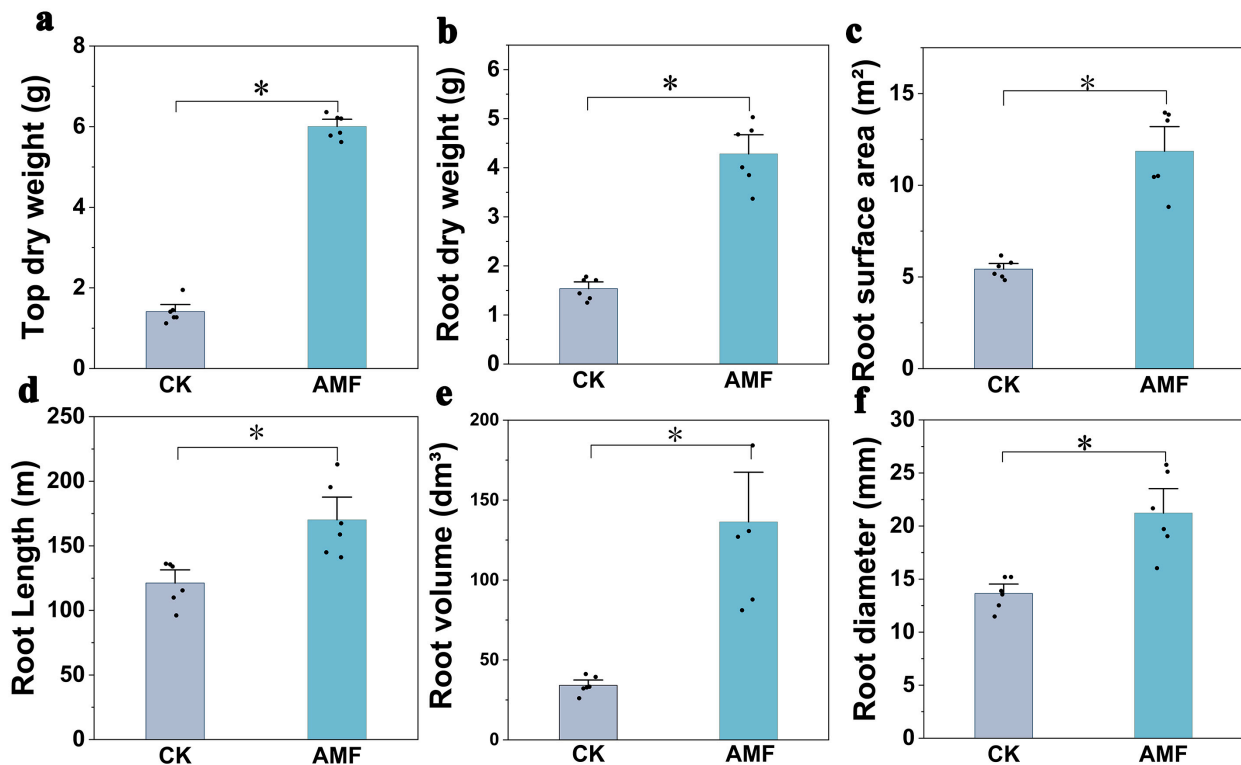 a
Top dry weight (g)
8
6
4
2
0
*
CK
AMF
b
Root dry weight (g)
6
5
4
3
2
1
0
*
CK
AMF
c
Root surface area (m²)
15
10
5
0
*
CK
AMF
d
Root Length (m)
250
200
150
100
50
0
*
CK
AMF
e
Root volume (dm³)
200
150
100
50
0
*
CK
AMF
f
Root diameter (mm)
30
25
20
15
10
5
0
*
CK
AMF